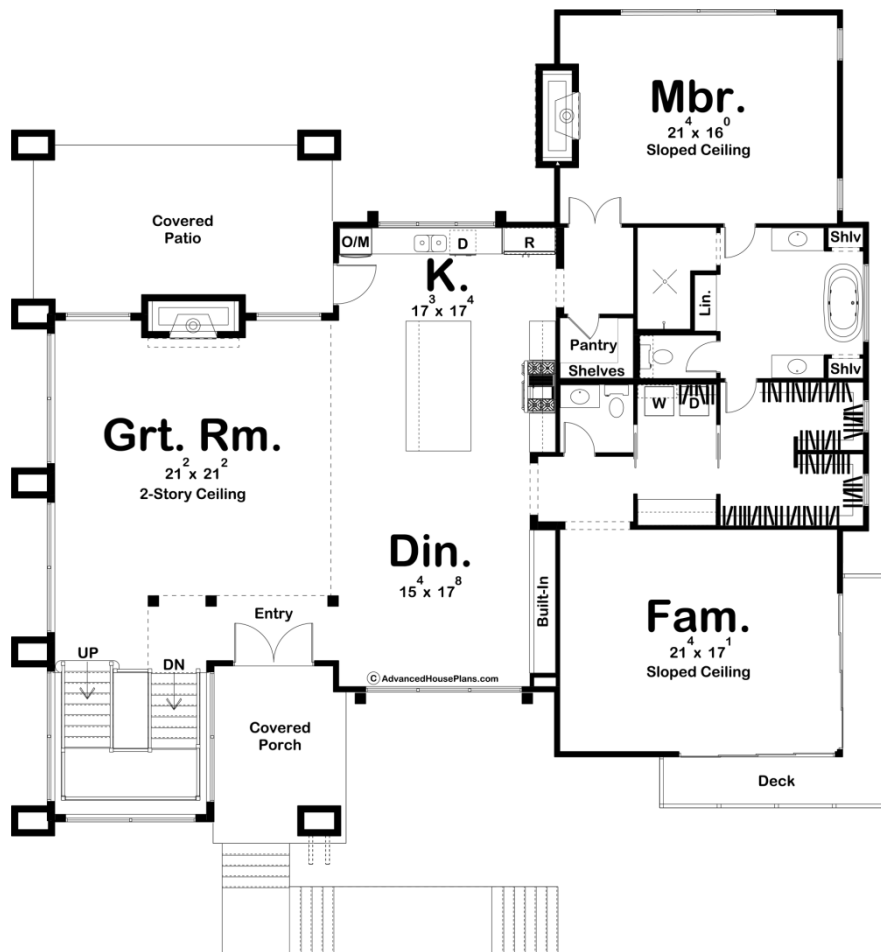 Mbr.
21⁴ x 16⁰
Sloped Ceiling
Covered
Patio
O/M
D
R
K.
17³ x 17⁴
Shlv
Lin.
Pantry
Shelves
Shlv
W
D
Grt. Rm.
21² x 21²
2-Story Ceiling
Din.
15⁴ x 17⁸
Built-In
Entry
Fam.
21⁴ x 17¹
Sloped Ceiling
UP
DN
© AdvancedHousePlans.com
Covered
Porch
Deck